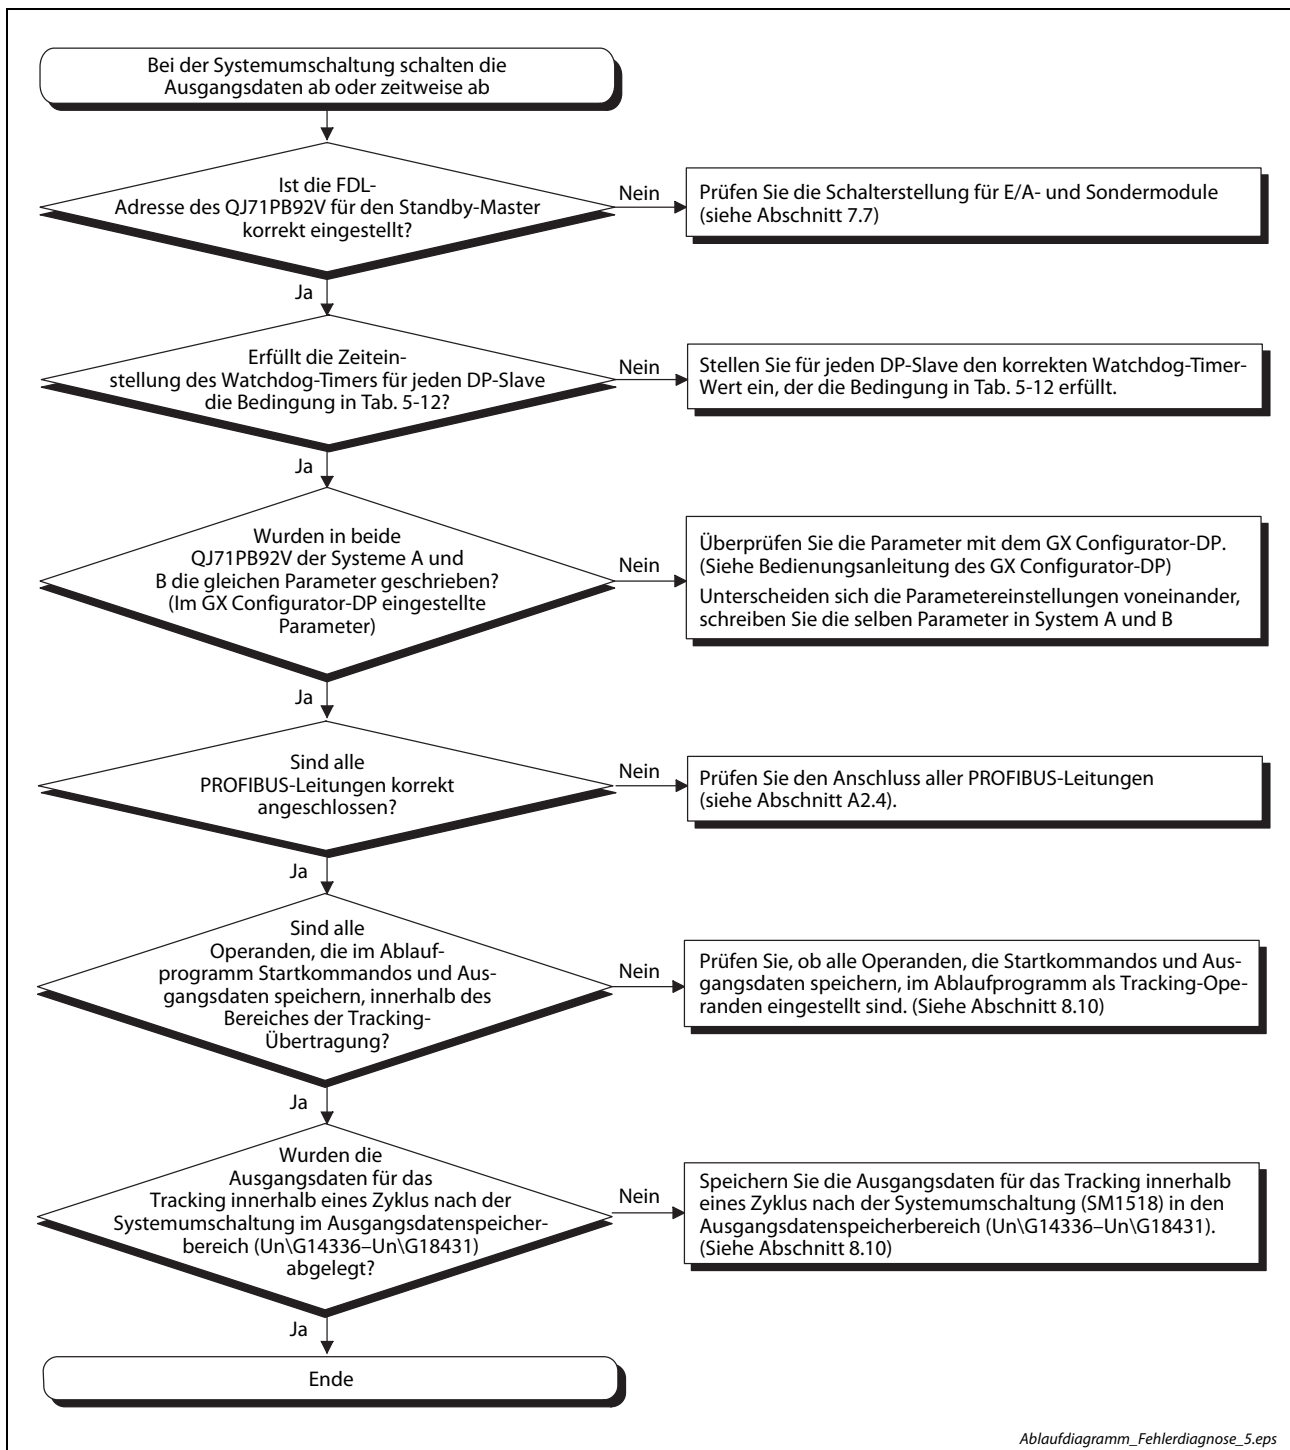 Bei der Systemumschaltung schalten die
Ausgangsdaten ab oder zeitweise ab
Ist die FDL-
Adresse des QJ71PB92V für den Standby-Master
korrekt eingestellt?
Nein
Prüfen Sie die Schalterstellung für E/A- und Sondermodule
(siehe Abschnitt 7.7)
Ja
Erfüllt die Zeitein-
stellung des Watchdog-Timers für jeden DP-Slave
die Bedingung in Tab. 5-12?
Nein
Stellen Sie für jeden DP-Slave den korrekten Watchdog-Timer-
Wert ein, der die Bedingung in Tab. 5-12 erfüllt.
Ja
Wurden in beide
QJ71PB92V der Systeme A und
B die gleichen Parameter geschrieben?
(Im GX Configurator-DP eingestellte
Parameter)
Nein
Überprüfen Sie die Parameter mit dem GX Configurator-DP.
(Siehe Bedienungsanleitung des GX Configurator-DP)
Unterscheiden sich die Parametereinstellungen voneinander,
schreiben Sie die selben Parameter in System A und B
Ja
Sind alle
PROFIBUS-Leitungen korrekt
angeschlossen?
Nein
Prüfen Sie den Anschluss aller PROFIBUS-Leitungen
(siehe Abschnitt A2.4).
Ja
Sind alle
Operanden, die im Ablauf-
programm Startkommandos und Aus-
gangsdaten speichern, innerhalb des
Bereiches der Tracking-
Übertragung?
Nein
Prüfen Sie, ob alle Operanden, die Startkommandos und Aus-
gangsdaten speichern, im Ablaufprogramm als Tracking-Ope-
randen eingestellt sind. (Siehe Abschnitt 8.10)
Ja
Wurden die
Ausgangsdaten für das
Tracking innerhalb eines Zyklus nach der
Systemumschaltung im Ausgangsdatenspeicher-
bereich (Un\G14336–Un\G18431)
abgelegt?
Nein
Speichern Sie die Ausgangsdaten für das Tracking innerhalb
eines Zyklus nach der Systemumschaltung (SM1518) in den
Ausgangsdatenspeicherbereich (Un\G14336–Un\G18431).
(Siehe Abschnitt 8.10)
Ja
Ende
Ablaufdiagramm_Fehlerdiagnose_5.eps